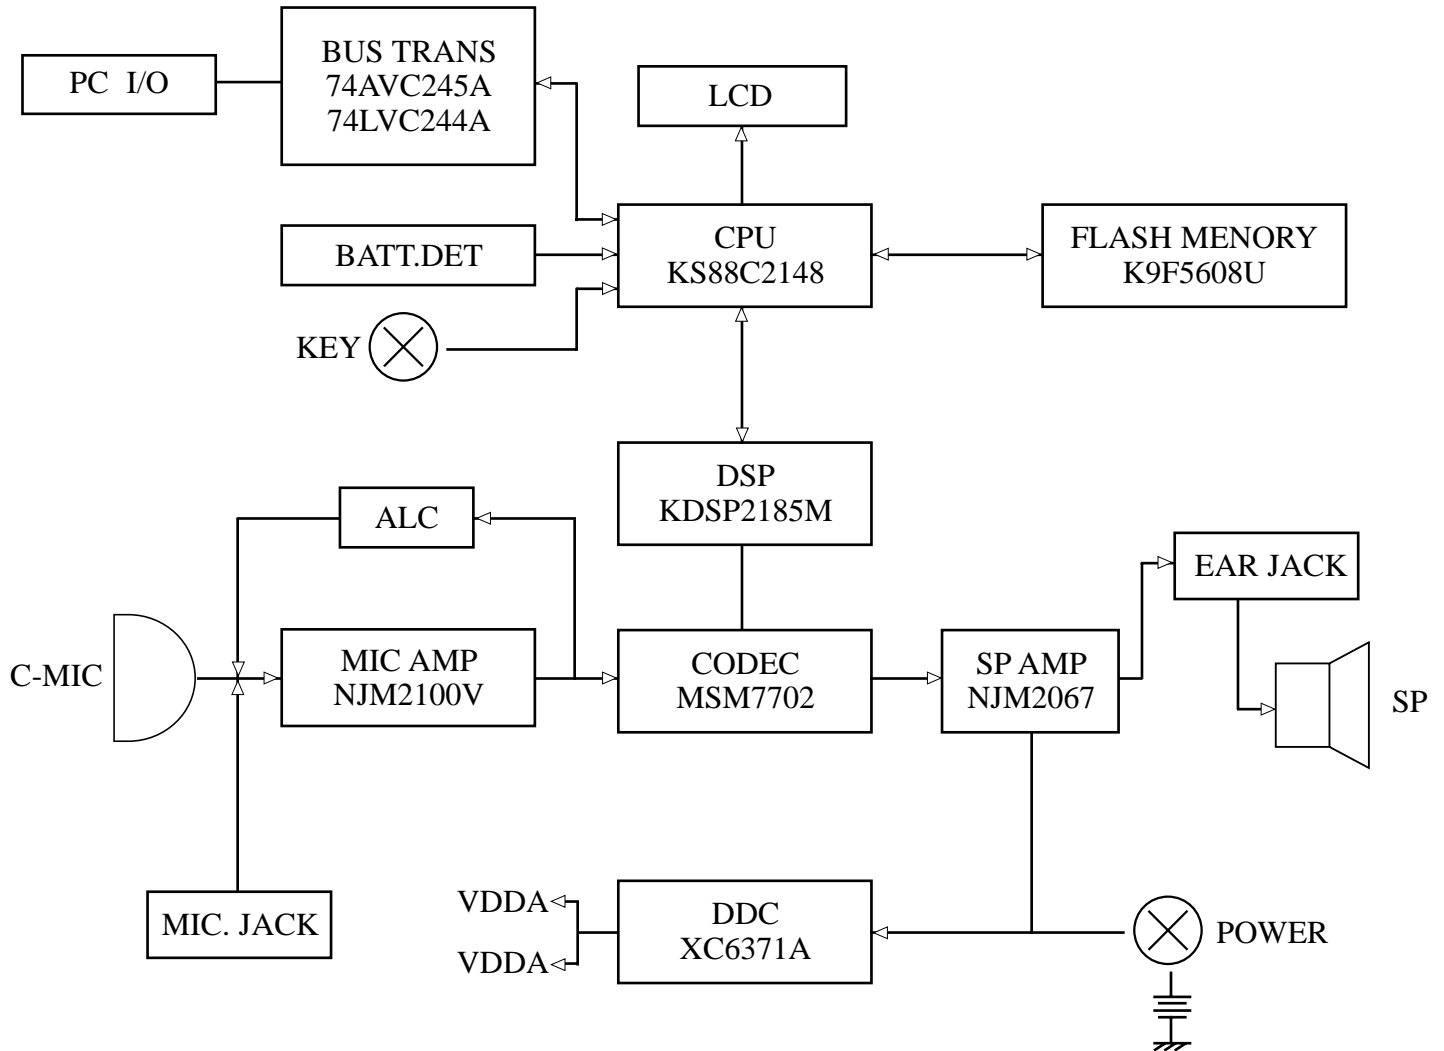 PC I/O
BUS TRANS
74AVC245A
74LVC244A
LCD
BATT.DET
CPU
KS88C2148
FLASH MENORY
K9F5608U
KEY
DSP
KDSP2185M
ALC
EAR JACK
C-MIC
MIC AMP
NJM2100V
CODEC
MSM7702
SP AMP
NJM2067
SP
MIC. JACK
VDDA
VDDA
DDC
XC6371A
POWER